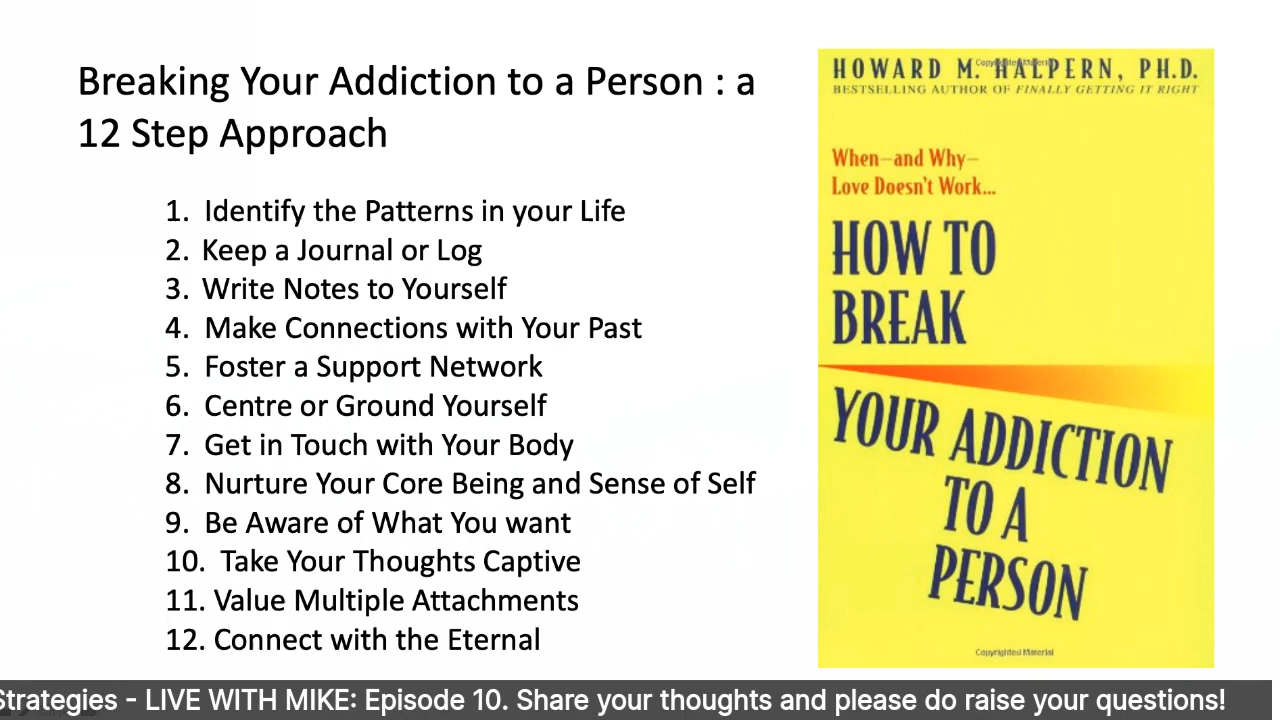 Breaking Your Addiction to a Person : a
12 Step Approach
1. Identify the Patterns in your Life
2. Keep a Journal or Log
3. Write Notes to Yourself
4. Make Connections with Your Past
5. Foster a Support Network
6. Centre or Ground Yourself
7. Get in Touch with Your Body
8. Nurture Your Core Being and Sense of Self
9. Be Aware of What You want
10. Take Your Thoughts Captive
11. Value Multiple Attachments
12. Connect with the Eternal
Copyrighted Material
HOWARD M. HALPERN, PH.D.
BESTSELLING AUTHOR OF FINALLY GETTING IT RIGHT
When—and Why—
Love Doesn't Work...
HOW TO
BREAK
YOUR ADDICTION
TO A
PERSON
Copyrighted Material
Strategies - LIVE WITH MIKE: Episode 10. Share your thoughts and please do raise your questions!